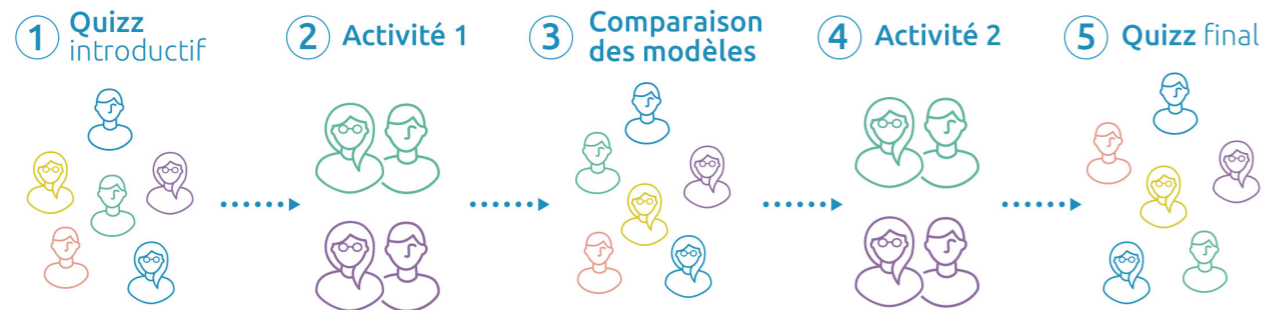 1 Quizz
introductif
2 Activité 1
3 Comparaison
des modèles
4 Activité 2
5 Quizz final